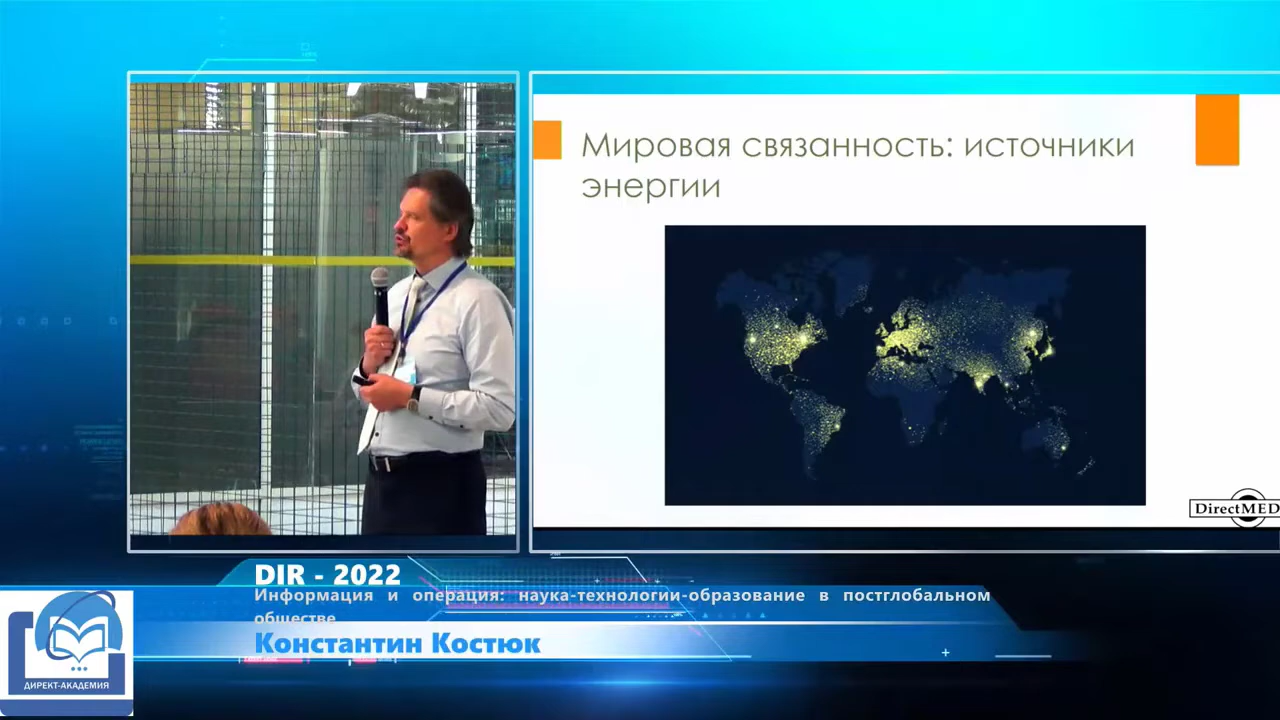 Мировая связанность: источники
энергии
DirectMED
DIR - 2022
Информация и операция: наука-технологии-образование в постглобальном
обществе
Константин Костюк
ДИРЕКТ-АКАДЕМИЯ